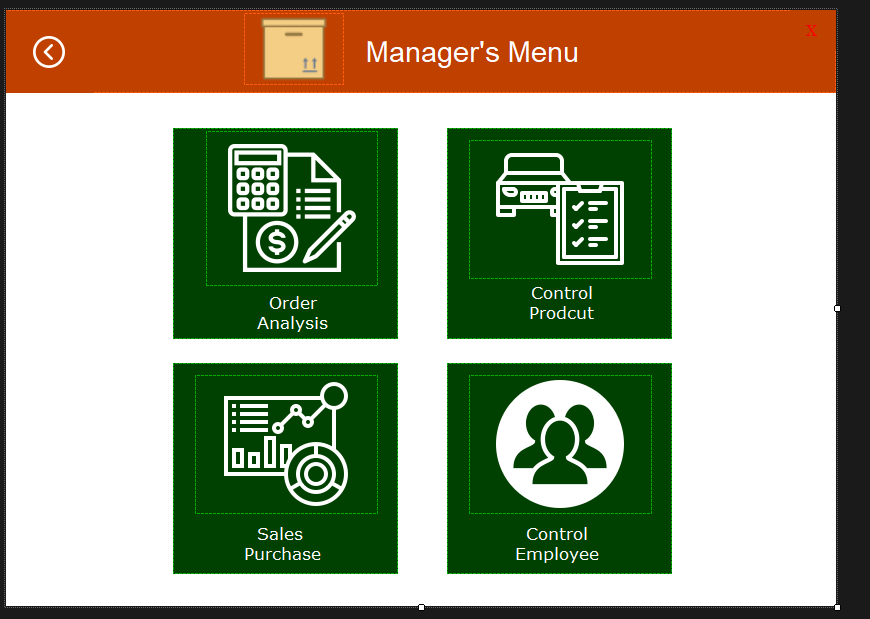 Manager's Menu
X
Order
Analysis
Control
Prodcut
Sales
Purchase
Control
Employee